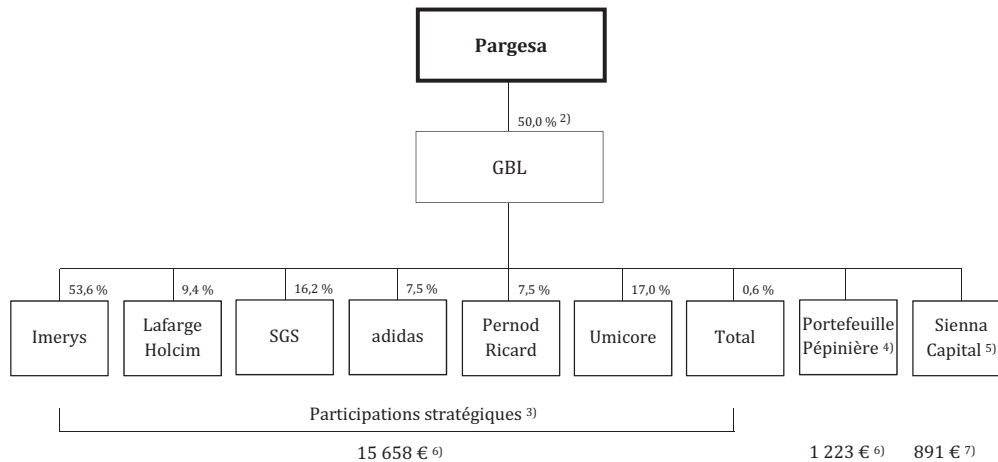 Pargesa
50,0 % 2)
GBL
53,6 %
9,4 %
16,2 %
7,5 %
7,5 %
17,0 %
0,6 %
Imerys
Lafarge
Holcim
SGS
adidas
Pernod
Ricard
Umicore
Total
Portefeuille
Pépinière 4)
Sienna
Capital 5)
Participations stratégiques 3)
15 658 € 6)
1 223 € 6)
891 € 7)